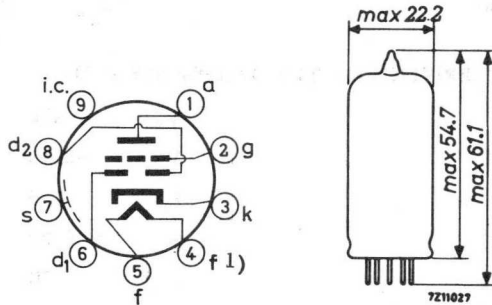 i.c.
9
a
1
d2
8
2
g
s
7
3
k
d1
6
5
4
f 1)
f
max 22.2
max 54.7
max 61.1
7Z11027